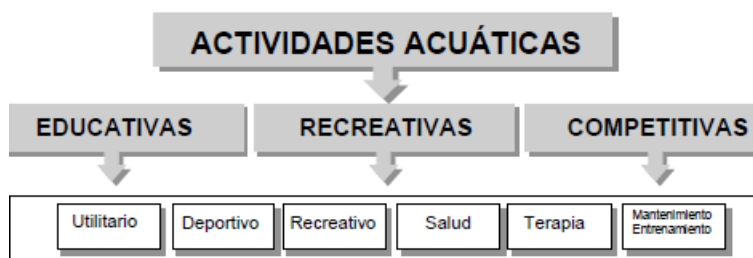 ACTIVIDADES ACUÁTICAS
EDUCATIVAS
RECREATIVAS
COMPETITIVAS
Utilitario
Deportivo
Recreativo
Salud
Terapia
Mantenimiento
Entrenamiento